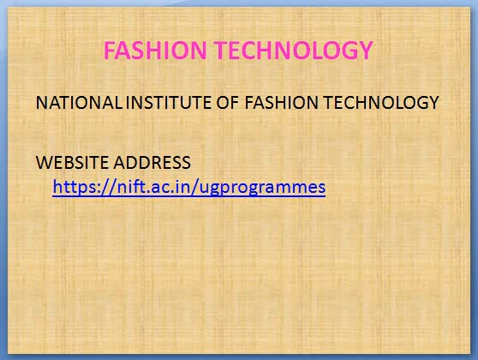 FASHION TECHNOLOGY
NATIONAL INSTITUTE OF FASHION TECHNOLOGY
WEBSITE ADDRESS
https://nift.ac.in/ugprogrammes